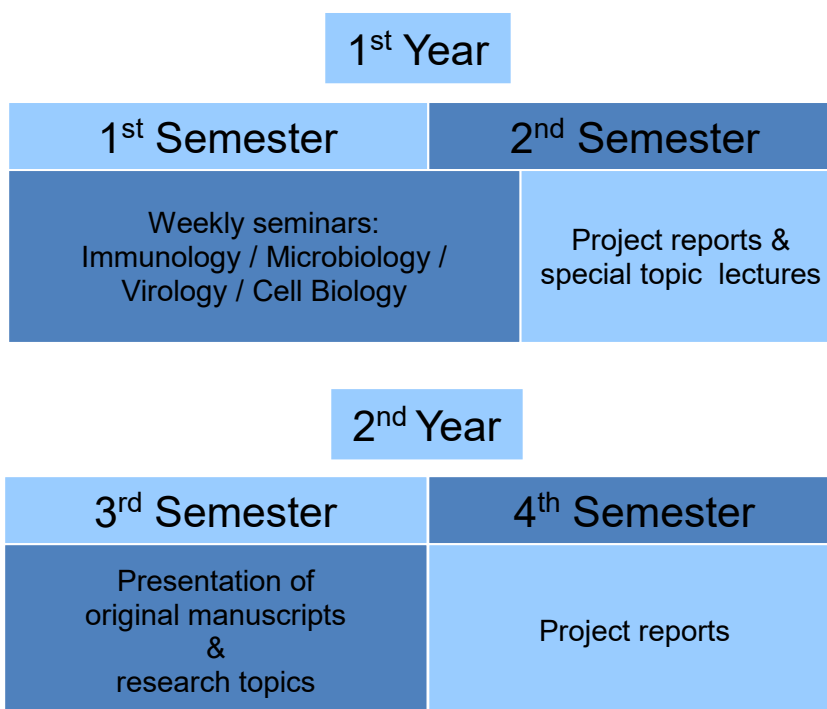 1st Year
1st Semester
2nd Semester
Weekly seminars:
Immunology / Microbiology /
Virology / Cell Biology
Project reports &
special topic  lectures
2nd Year
3rd Semester
4th Semester
Presentation of
original manuscripts
&
research topics
Project reports